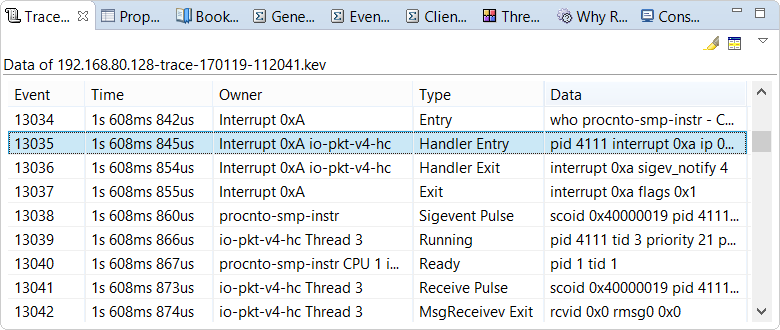 Trace... Prop... Book... Gene... Even... Clien... Thre... Why R... Cons...
Data of 192.168.80.128-trace-170119-112041.kev
Event Time Owner Type Data
13034 1s 608ms 842us Interrupt 0xA Entry who procnto-smp-instr - C...
13035 1s 608ms 845us Interrupt 0xA io-pkt-v4-hc Handler Entry pid 4111 interrupt 0xa ip 0...
13036 1s 608ms 854us Interrupt 0xA io-pkt-v4-hc Handler Exit interrupt 0xa sigev_notify 4
13037 1s 608ms 855us Interrupt 0xA Exit interrupt 0xa flags 0x1
13038 1s 608ms 860us procnto-smp-instr Sigevent Pulse scoid 0x40000019 pid 4111...
13039 1s 608ms 866us io-pkt-v4-hc Thread 3 Running pid 4111 tid 3 priority 21 p...
13040 1s 608ms 867us procnto-smp-instr CPU 1 i... Ready pid 1 tid 1
13041 1s 608ms 873us io-pkt-v4-hc Thread 3 Receive Pulse scoid 0x40000019 pid 4111...
13042 1s 608ms 874us io-pkt-v4-hc Thread 3 MsgReceivev Exit rcvid 0x0 rmsg0 0x0